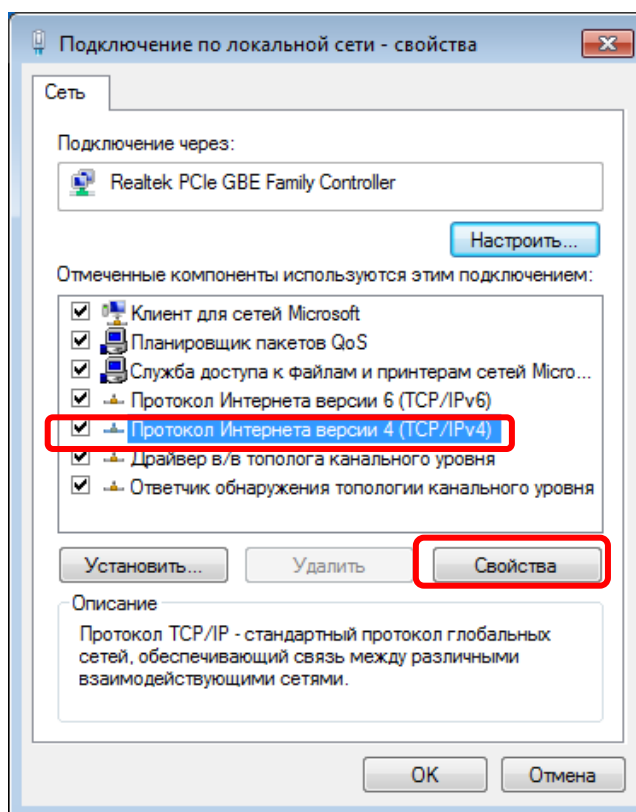 Подключение по локальной сети - свойства
Сеть
Подключение через:
Realtek PCIe GBE Family Controller
Настроить...
Отмеченные компоненты используются этим подключением:
Клиент для сетей Microsoft
Планировщик пакетов QoS
Служба доступа к файлам и принтерам сетей Micro...
Протокол Интернета версии 6 (TCP/IPv6)
Протокол Интернета версии 4 (TCP/IPv4)
Драйвер в/в тополога канального уровня
Ответчик обнаружения топологии канального уровня
Установить...
Удалить
Свойства
Описание
Протокол TCP/IP - стандартный протокол глобальных
сетей, обеспечивающий связь между различными
взаимодействующими сетями.
OK
Отмена